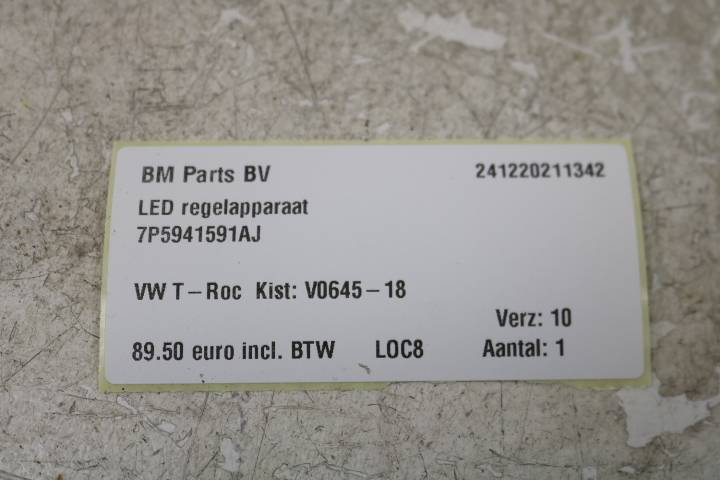 BM Parts BV 241220211342
LED regelapparaat
7P5941591AJ
VW T-Roc Kist: V0645-18
Verz: 10
89.50 euro incl. BTW LOC8 Aantal: 1